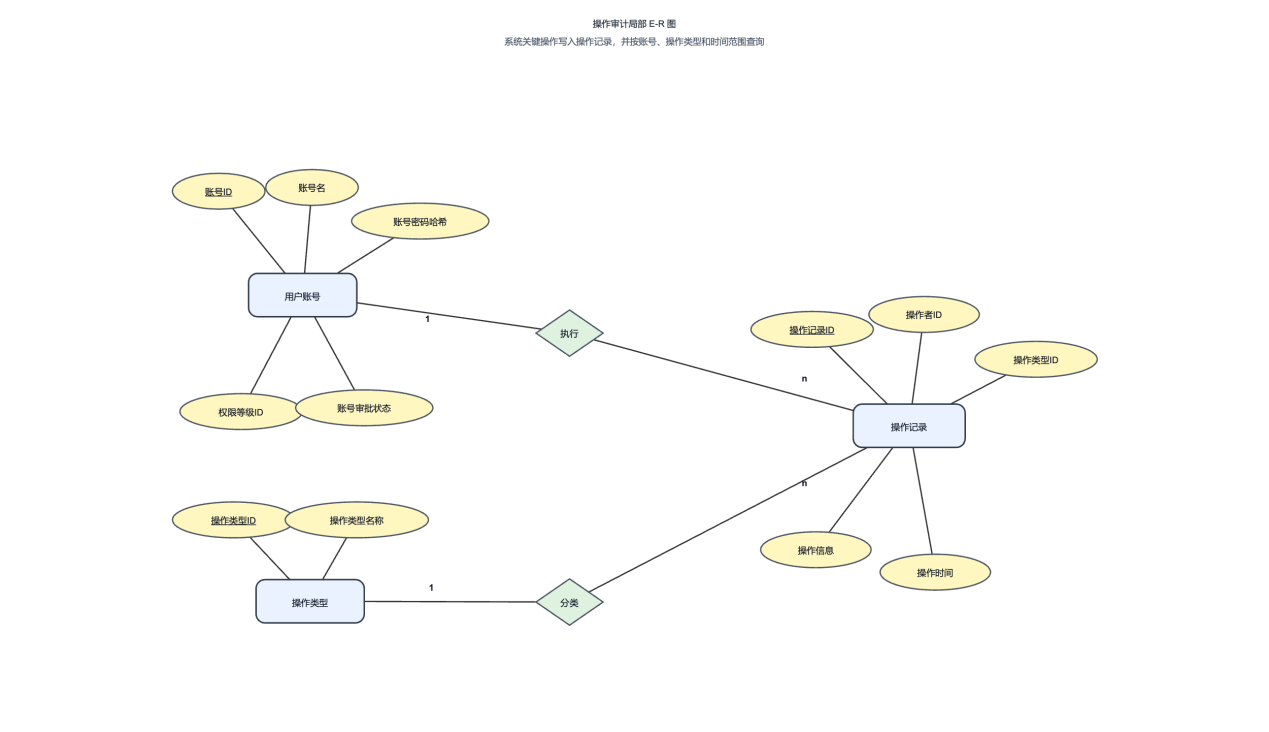 操作审计局部 E-R 图
系统关键操作写入操作记录，并按账号、操作类型和时间范围查询
账号ID
账号名
账号密码哈希
用户账号
1
执行
操作记录ID
操作者ID
操作类型ID
n
权限等级ID
账号审批状态
操作记录
n
操作类型ID
操作类型名称
操作信息
操作时间
1
操作类型
分类